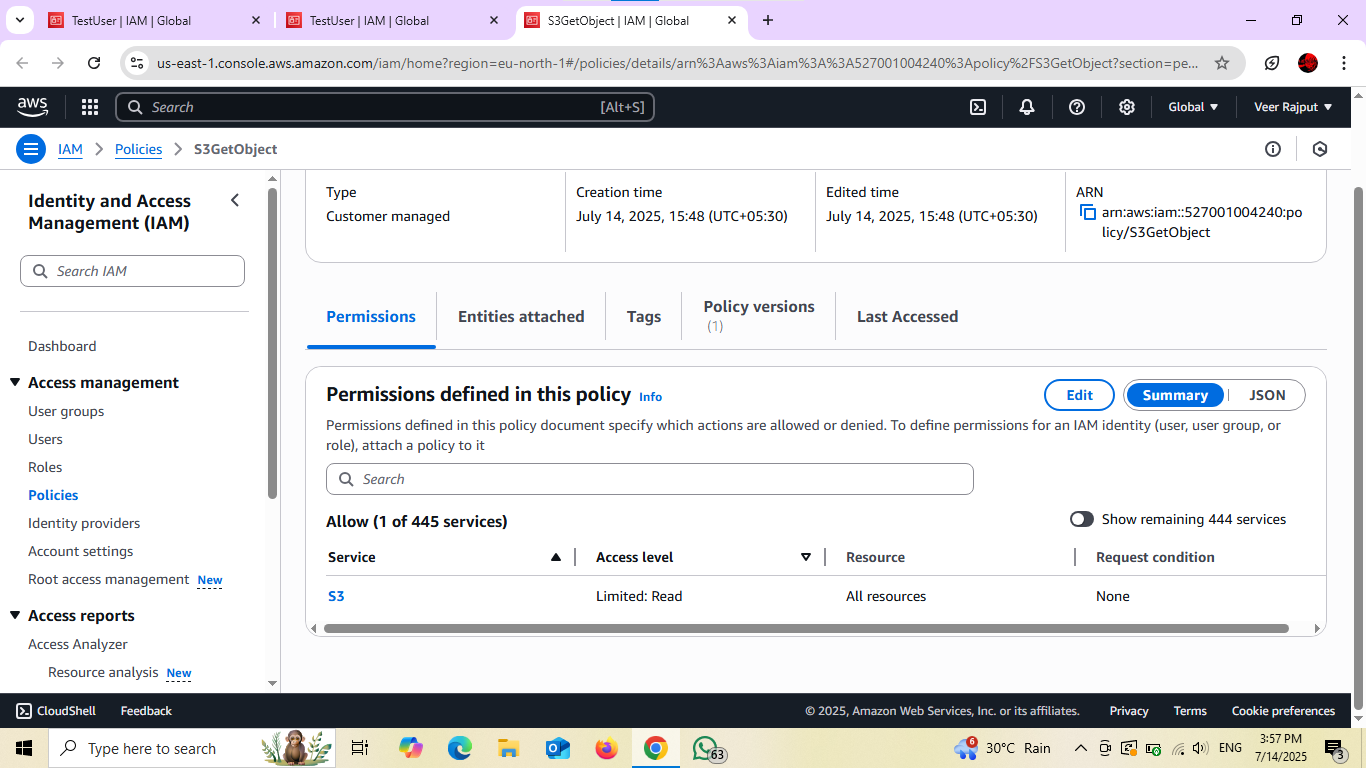 TestUser | IAM | Global
TestUser | IAM | Global
S3GetObject | IAM | Global
us-east-1.console.aws.amazon.com/iam/home?region=eu-north-1#/policies/details/arn%3Aaws%3Aiam%3A%3A527001004240%3Apolicy%2FS3GetObject?section=pe...
aws
Search
[Alt+S]
Global
Veer Rajput
IAM
Policies
S3GetObject
Identity and Access
Management (IAM)
Search IAM
Dashboard
Access management
User groups
Users
Roles
Policies
Identity providers
Account settings
Root access management New
Access reports
Access Analyzer
Resource analysis New
Type
Customer managed
Creation time
July 14, 2025, 15:48 (UTC+05:30)
Edited time
July 14, 2025, 15:48 (UTC+05:30)
ARN
arn:aws:iam::527001004240:po
licy/S3GetObject
Permissions
Entities attached
Tags
Policy versions
(1)
Last Accessed
Permissions defined in this policy Info
Edit
Summary
JSON
Permissions defined in this policy document specify which actions are allowed or denied. To define permissions for an IAM identity (user, user group, or
role), attach a policy to it
Search
Allow (1 of 445 services)
Show remaining 444 services
Service
Access level
Resource
Request condition
S3
Limited: Read
All resources
None
CloudShell
Feedback
© 2025, Amazon Web Services, Inc. or its affiliates.
Privacy
Terms
Cookie preferences
Type here to search
63
6
30°C Rain
ENG
3:57 PM
7/14/2025
3